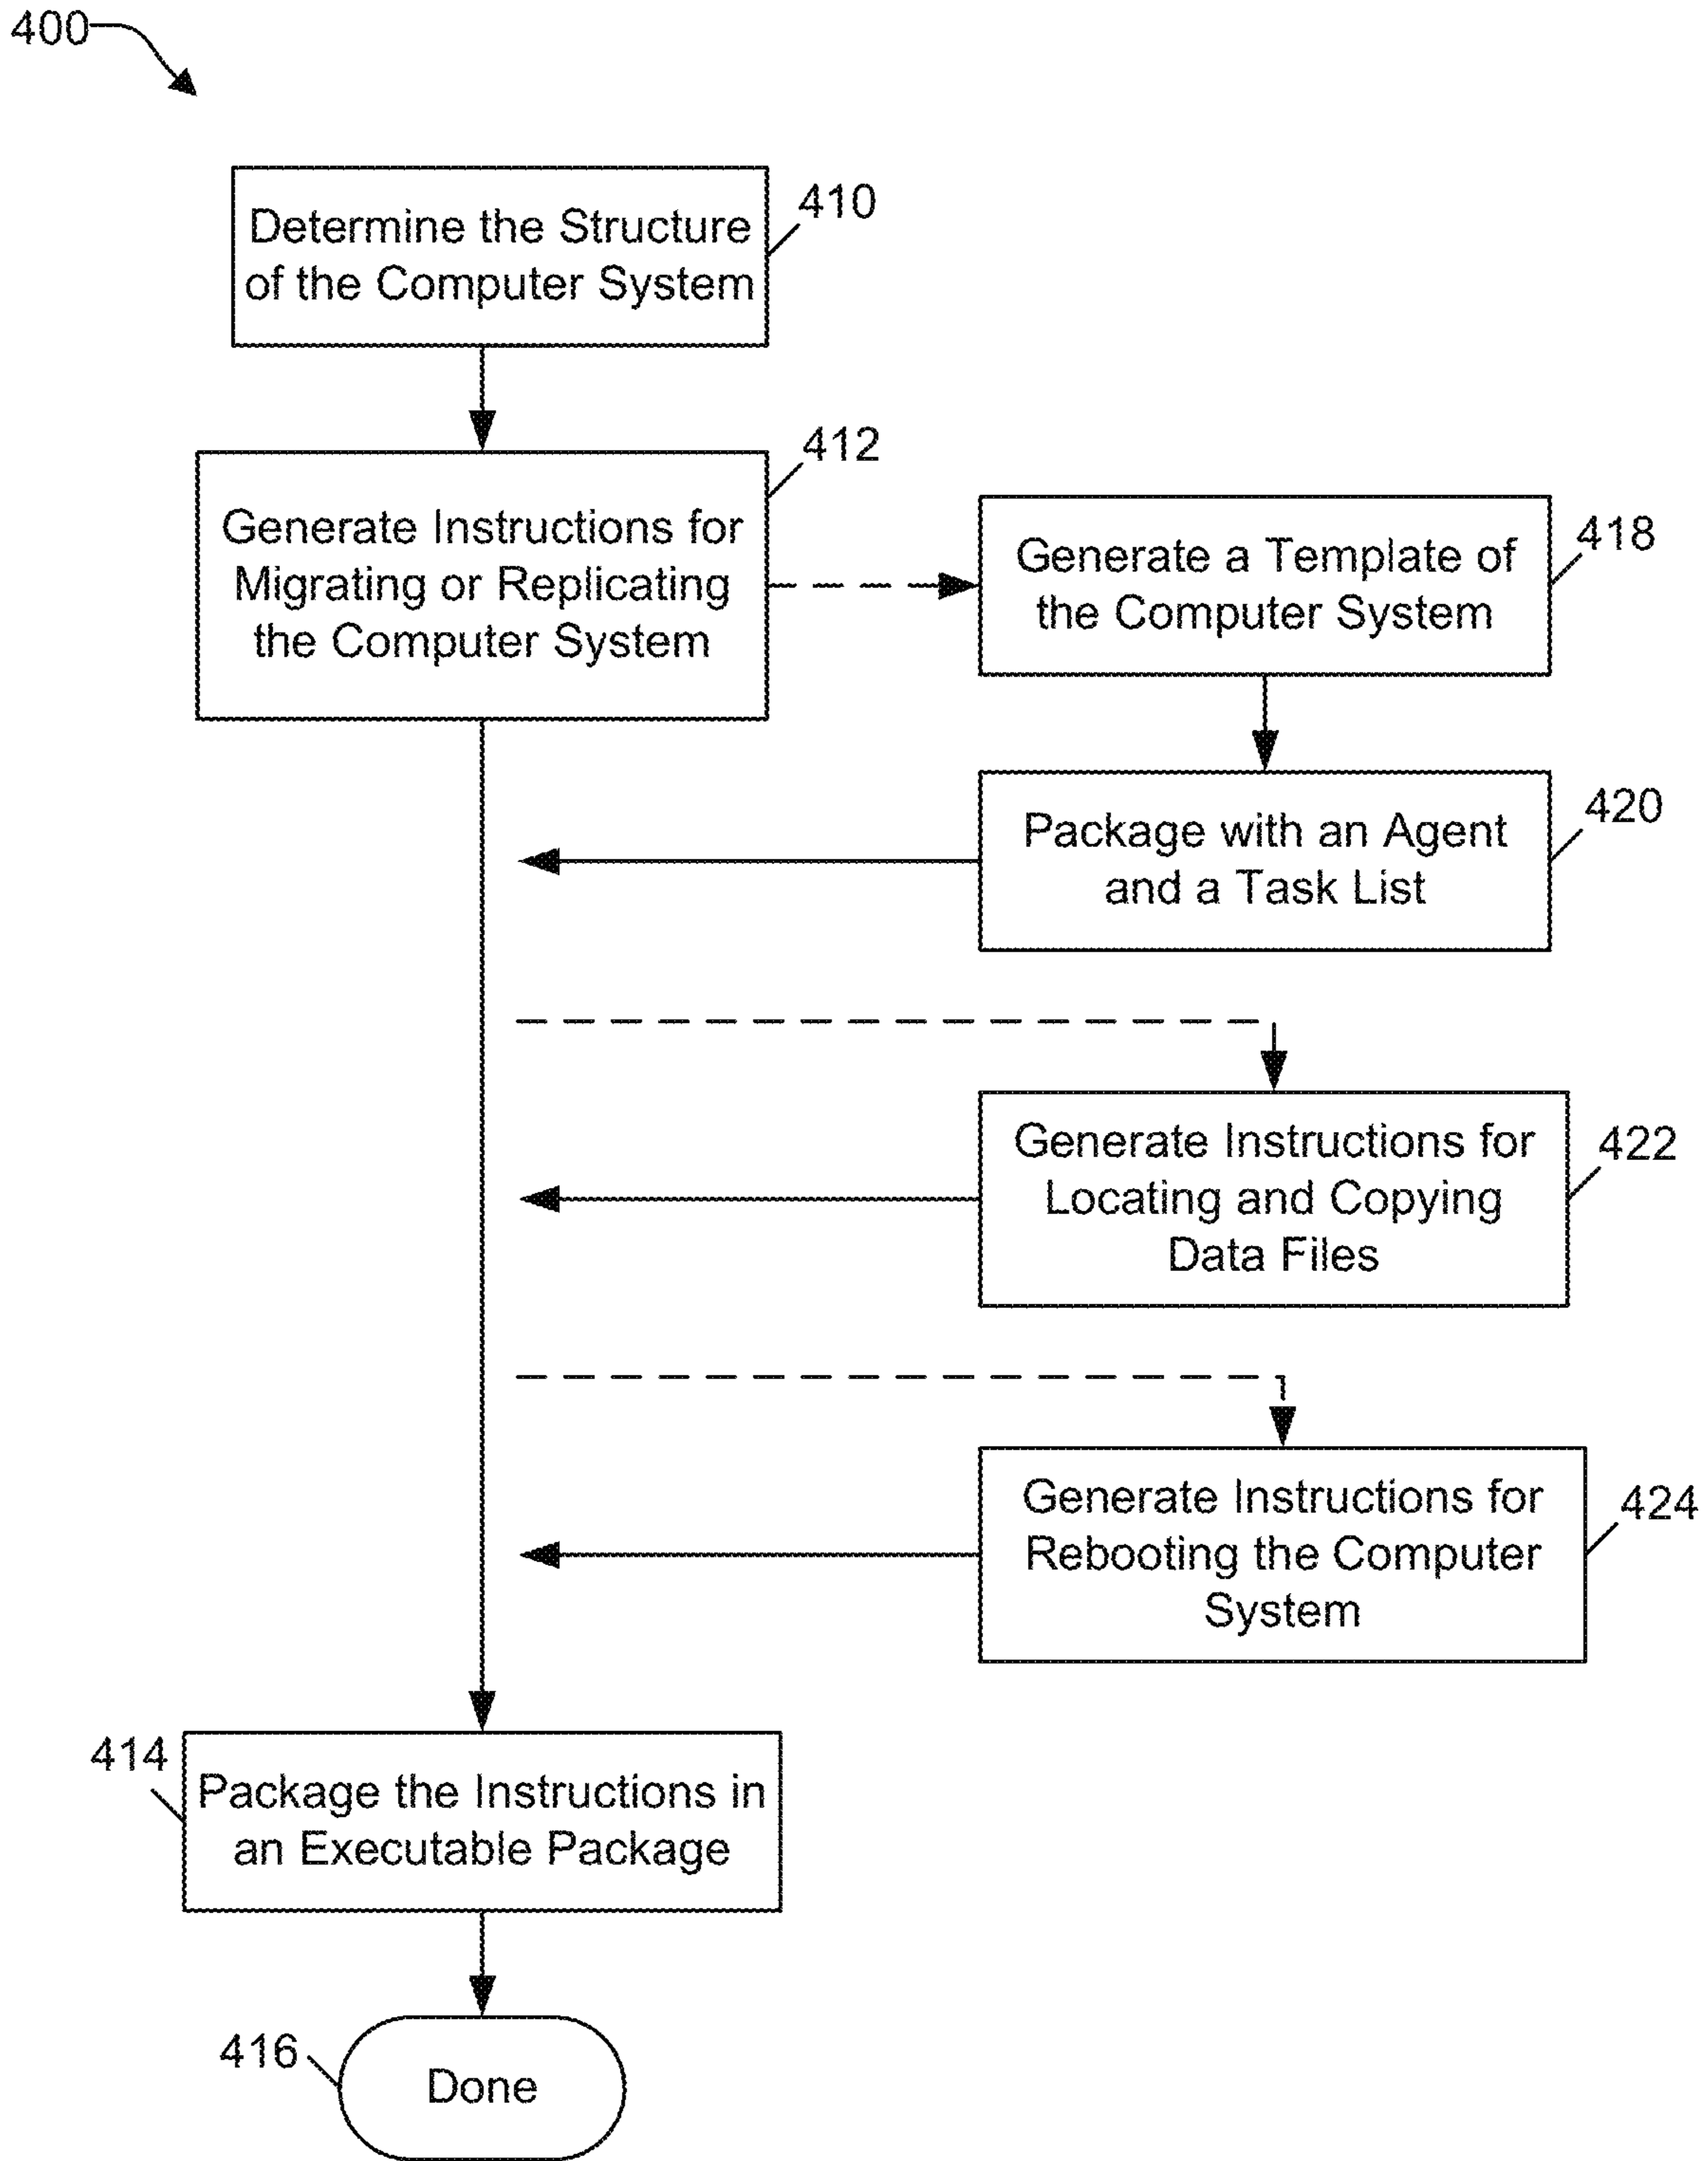 400
Determine the Structure
of the Computer System
410
Generate Instructions for
Migrating or Replicating
the Computer System
412
Generate a Template of
the Computer System
418
Package with an Agent
and a Task List
420
Generate Instructions for
Locating and Copying
Data Files
422
Generate Instructions for
Rebooting the Computer
System
424
414
Package the Instructions in
an Executable Package
416
Done